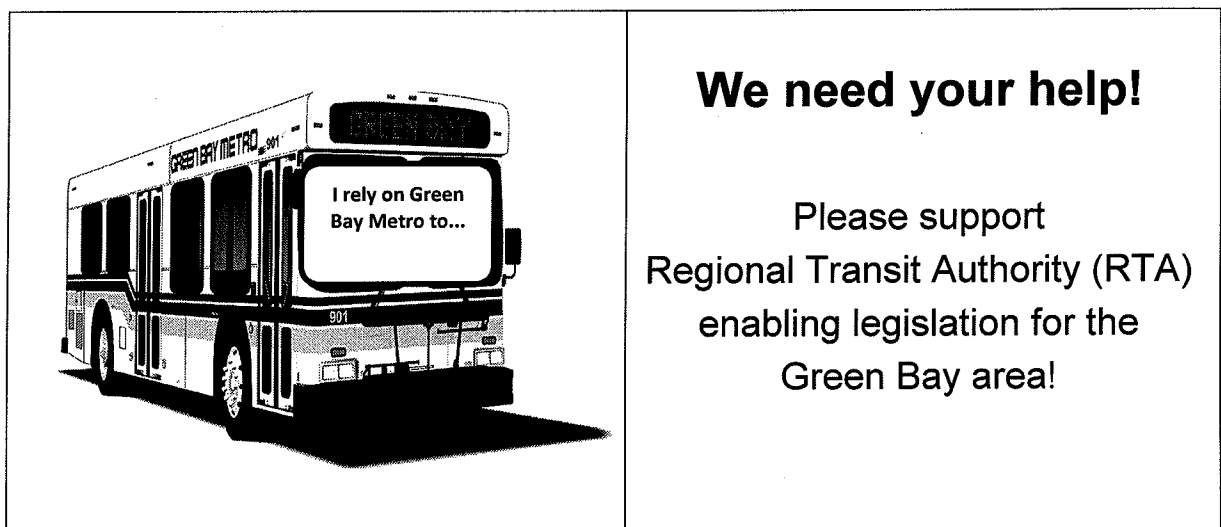 GREEN BAY
GREEN BAY METRO 901
I rely on Green
Bay Metro to...
901
We need your help!
Please support
Regional Transit Authority (RTA)
enabling legislation for the
Green Bay area!